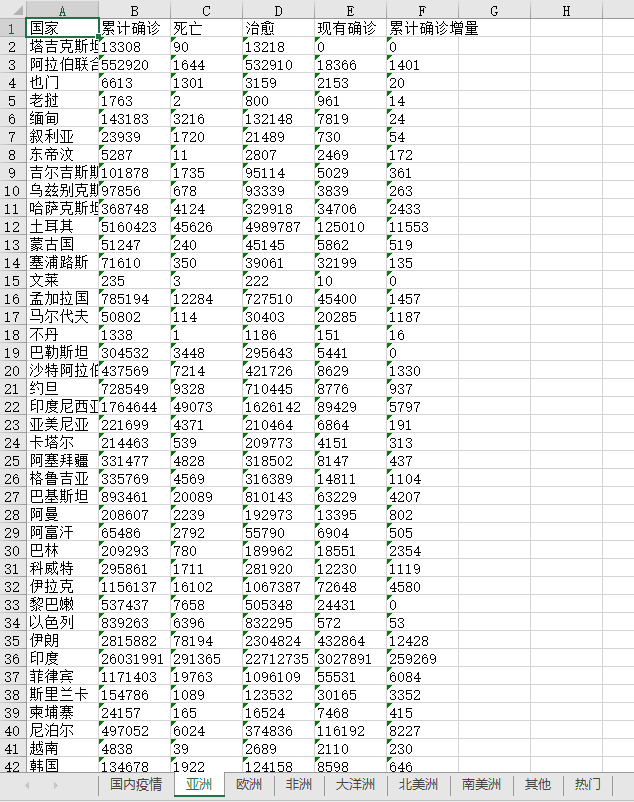 A B C D E F G H
1 国家 累计确诊 死亡 治愈 现有确诊 累计确诊增量
2 塔吉克斯坦 13308 90 13218 0 0
3 阿拉伯联合 552920 1644 532910 18366 1401
4 也门 6613 1301 3159 2153 20
5 老挝 1763 2 800 961 14
6 缅甸 143183 3216 132148 7819 24
7 叙利亚 23939 1720 21489 730 54
8 东帝汶 5287 11 2807 2469 172
9 吉尔吉斯斯 101878 1735 95114 5029 361
10 乌兹别克斯 97856 678 93339 3839 263
11 哈萨克斯坦 368748 4124 329918 34706 2433
12 土耳其 5160423 45626 4989787 125010 11553
13 蒙古国 51247 240 45145 5862 519
14 塞浦路斯 71610 350 39061 32199 135
15 文莱 235 3 222 10 0
16 孟加拉国 785194 12284 727510 45400 1457
17 马尔代夫 50802 114 30403 20285 1187
18 不丹 1338 1 1186 151 16
19 巴勒斯坦 304532 3448 295643 5441 0
20 沙特阿拉伯 437569 7214 421726 8629 1330
21 约旦 728549 9328 710445 8776 937
22 印度尼西亚 1764644 49073 1626142 89429 5797
23 亚美尼亚 221699 4371 210464 6864 191
24 卡塔尔 214463 539 209773 4151 313
25 阿塞拜疆 331477 4828 318502 8147 437
26 格鲁吉亚 335769 4569 316389 14811 1104
27 巴基斯坦 893461 20089 810143 63229 4207
28 阿曼 208607 2239 192973 13395 802
29 阿富汗 65486 2792 55790 6904 505
30 巴林 209293 780 189962 18551 2354
31 科威特 295861 1711 281920 12230 1119
32 伊拉克 1156137 16102 1067387 72648 4580
33 黎巴嫩 537437 7658 505348 24431 0
34 以色列 839263 6396 832295 572 53
35 伊朗 2815882 78194 2304824 432864 12428
36 印度 26031991 291365 22712735 3027891 259269
37 菲律宾 1171403 19763 1096109 55531 6084
38 斯里兰卡 154786 1089 123532 30165 3352
39 柬埔寨 24157 165 16524 7468 415
40 尼泊尔 497052 6024 374836 116192 8227
41 越南 4838 39 2689 2110 230
42 韩国 134678 1922 124158 8598 646
国内疫情 亚洲 欧洲 非洲 大洋洲 北美洲 南美洲 其他 热门